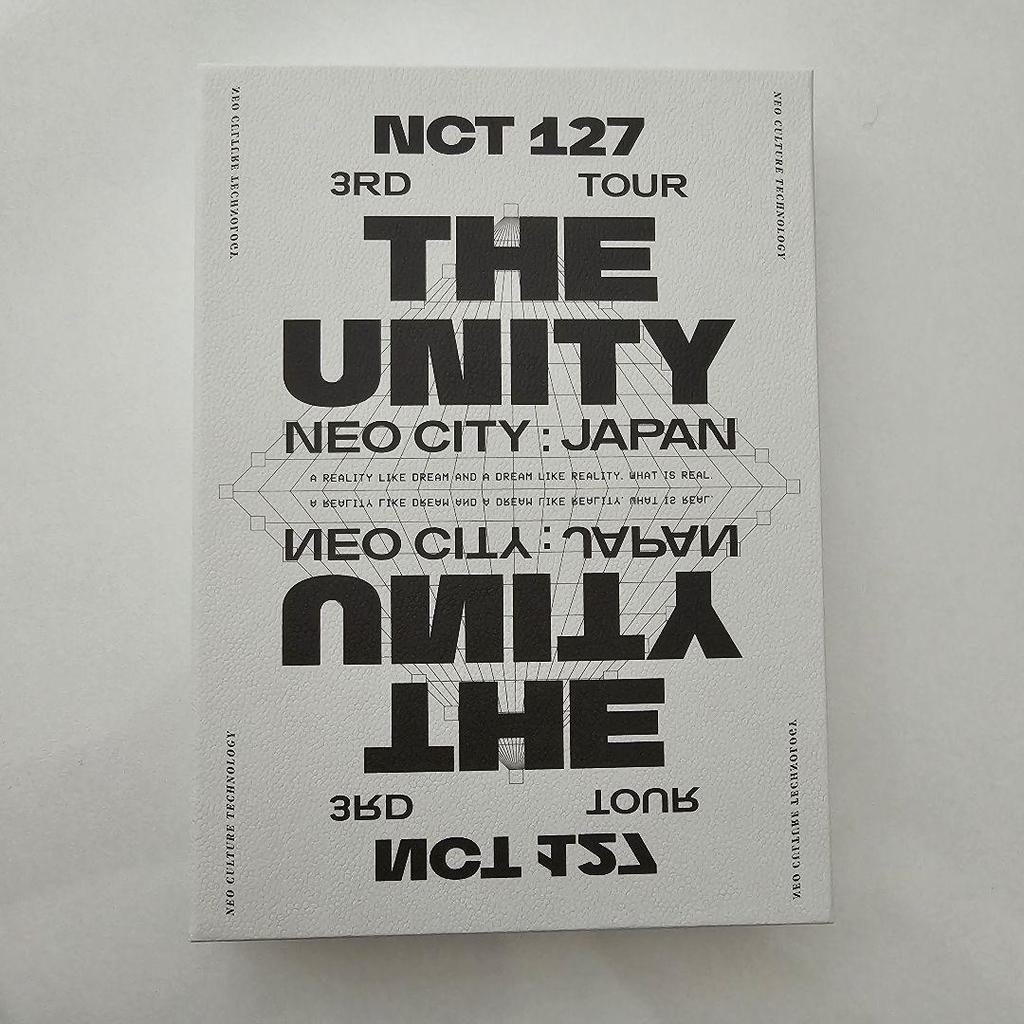 NCT 127
3RD TOUR
THE
UNITY
NEO CITY : JAPAN
A REALITY LIKE DREAM AND A DREAM LIKE REALITY. WHAT IS REAL.
A REALITY LIKE DREAM AND A DREAM LIKE REALITY. WHAT IS REAL.
NEO CITY : JAPAN
UNITY
THE
3RD TOUR
NCT 127
NEO CULTURE TECHNOLOGY
NEO CULTURE TECHNOLOGY
NEO CULTURE TECHNOLOGY
NEO CULTURE TECHNOLOGY